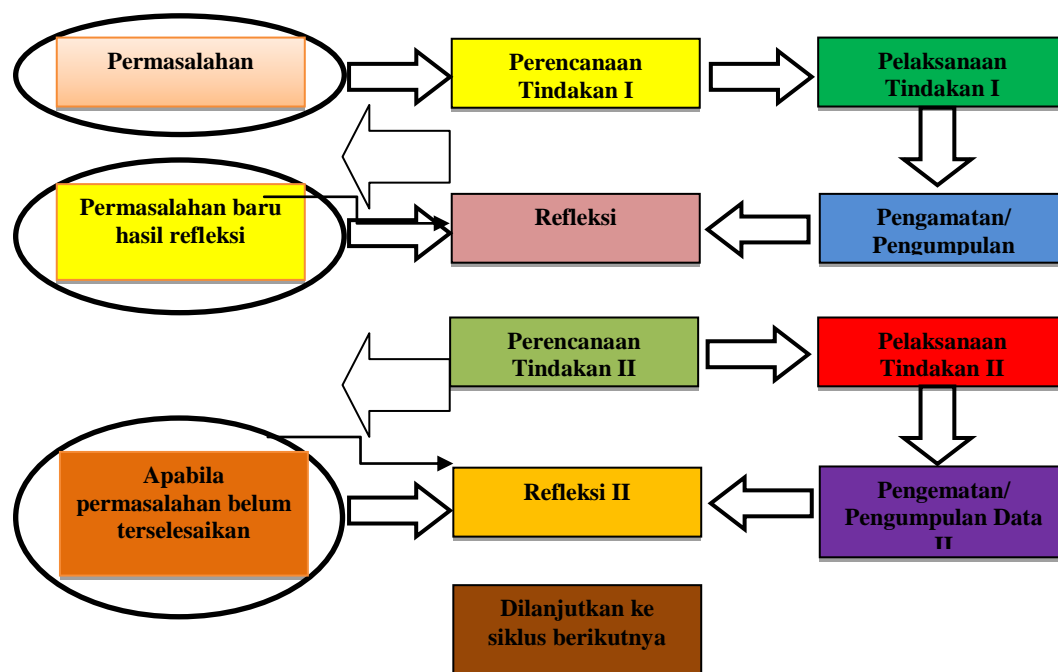 Permasalahan
Perencanaan
Tindakan I
Pelaksanaan
Tindakan I
Permasalahan baru
hasil refleksi
Refleksi
Pengamatan/
Pengumpulan
Perencanaan
Tindakan II
Pelaksanaan
Tindakan II
Apabila
permasalahan belum
terselesaikan
Refleksi II
Pengematan/
Pengumpulan Data
II
Dilanjutkan ke
siklus berikutnya